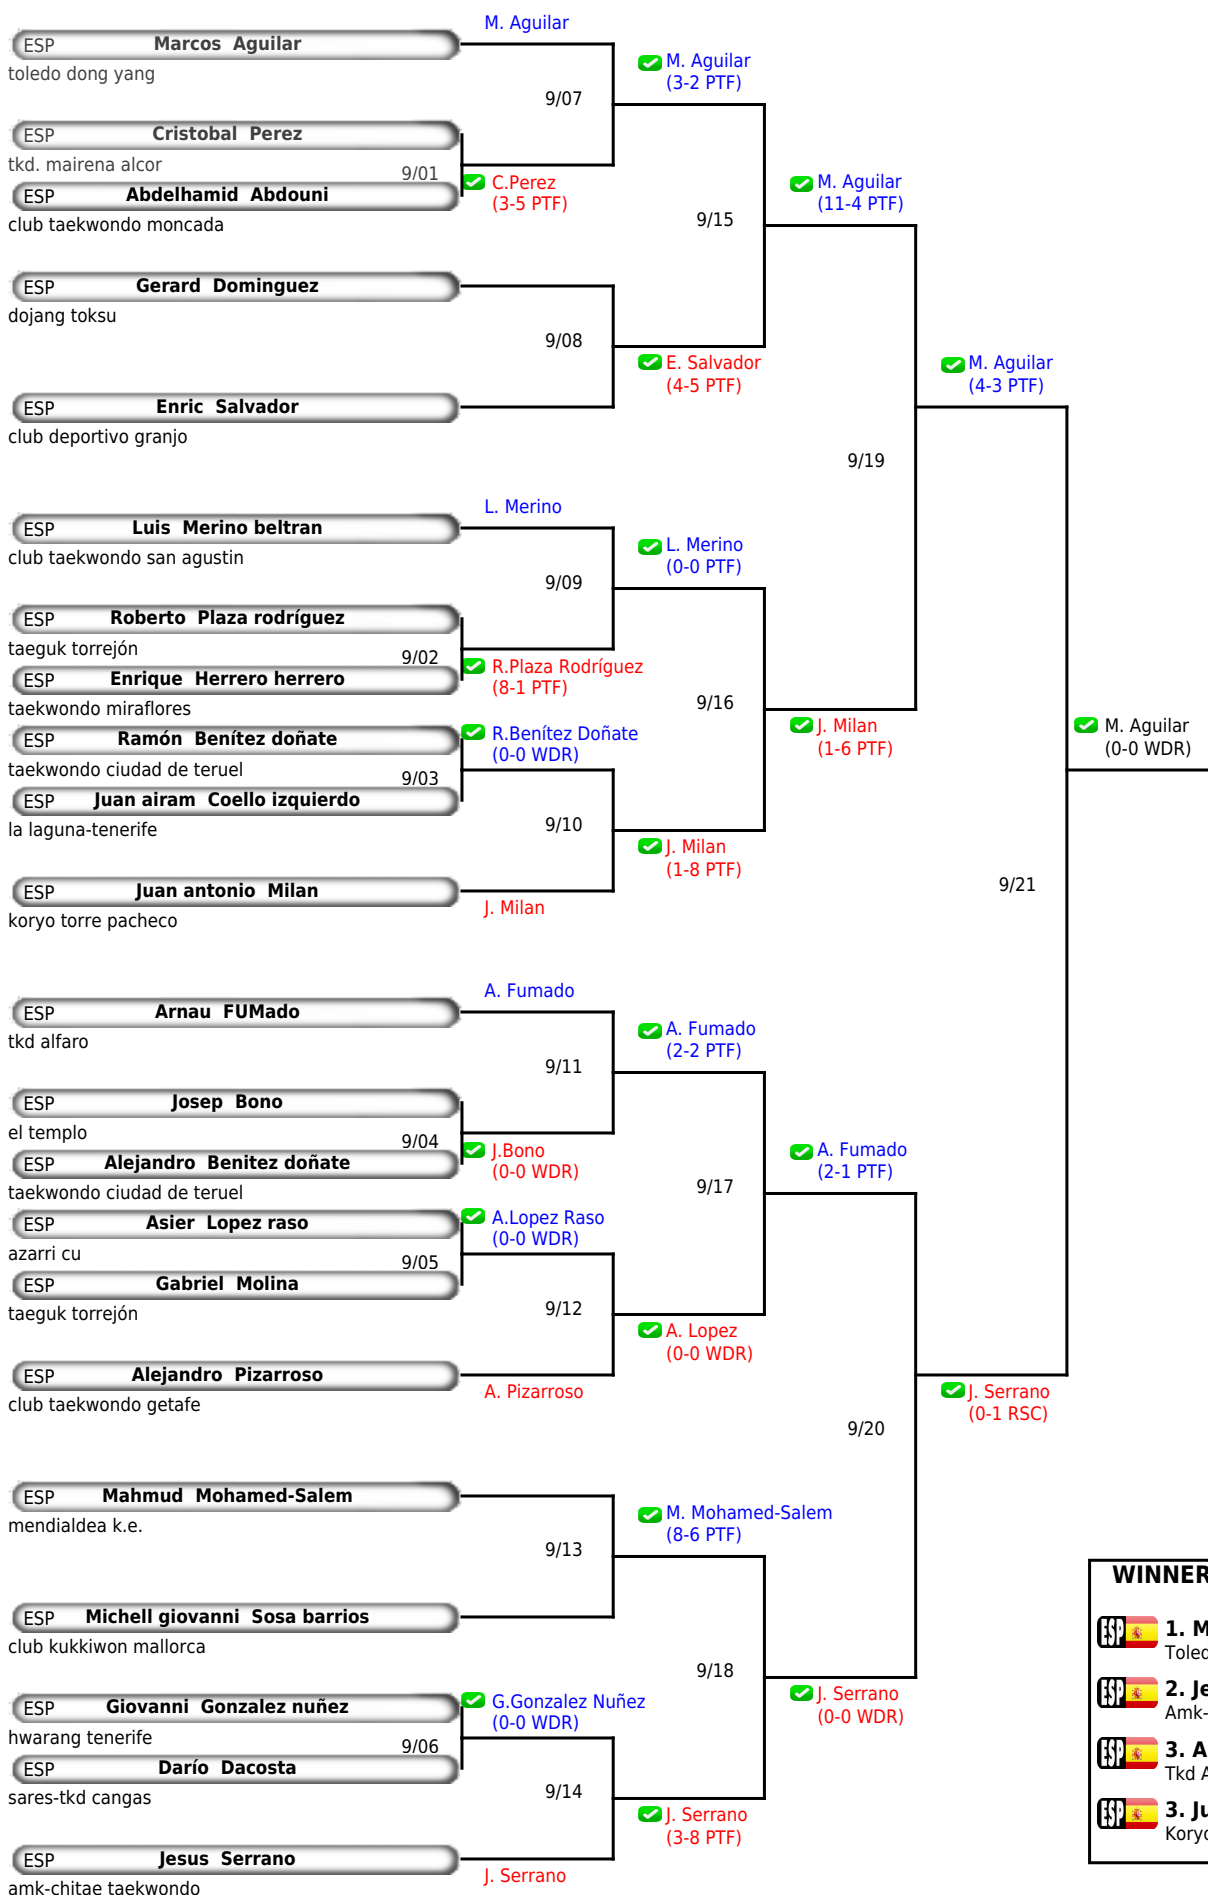 M. Aguilar
ESP Marcos Aguilar
toledo dong yang
M. Aguilar
(3-2 PTF)
9/07
ESP Cristobal Perez
tkd. mairena alcor
9/01
ESP Abdelhamid Abdouni
club taekwondo moncada
C.Perez
(3-5 PTF)
M. Aguilar
(11-4 PTF)
9/15
ESP Gerard Dominguez
dojang toksu
9/08
E. Salvador
(4-5 PTF)
M. Aguilar
(4-3 PTF)
ESP Enric Salvador
club deportivo granjo
9/19
L. Merino
ESP Luis Merino beltran
club taekwondo san agustin
L. Merino
(0-0 PTF)
9/09
ESP Roberto Plaza rodríguez
taeguk torrejón
9/02
ESP Enrique Herrero herrero
taekwondo miraflores
R.Plaza Rodríguez
(8-1 PTF)
9/16
ESP Ramón Benítez doñate
taekwondo ciudad de teruel
R.Benítez Doñate
(0-0 WDR)
J. Milan
(1-6 PTF)
M. Aguilar
(0-0 WDR)
9/03
ESP Juan airam Coello izquierdo
la laguna-tenerife
9/10
J. Milan
(1-8 PTF)
ESP Juan antonio Milan
koryo torre pacheco
J. Milan
9/21
A. Fumado
ESP Arnau FUMado
tkd alfaro
A. Fumado
(2-2 PTF)
9/11
ESP Josep Bono
el templo
9/04
ESP Alejandro Benitez doñate
taekwondo ciudad de teruel
J.Bono
(0-0 WDR)
A. Fumado
(2-1 PTF)
9/17
ESP Asier Lopez raso
azarri cu
A.Lopez Raso
(0-0 WDR)
9/05
ESP Gabriel Molina
taeguk torrejón
9/12
A. Lopez
(0-0 WDR)
ESP Alejandro Pizarroso
club taekwondo getafe
A. Pizarroso
J. Serrano
(0-1 RSC)
9/20
ESP Mahmud Mohamed-Salem
mendialdea k.e.
M. Mohamed-Salem
(8-6 PTF)
9/13
ESP Michell giovanni Sosa barrios
club kukkiwon mallorca
9/18
ESP Giovanni Gonzalez nuñez
hwarang tenerife
G.Gonzalez Nuñez
(0-0 WDR)
J. Serrano
(0-0 WDR)
9/06
ESP Darío Dacosta
sares-tkd cangas
9/14
J. Serrano
(3-8 PTF)
ESP Jesus Serrano
amk-chitae taekwondo
J. Serrano
WINNER
ESP 1. M
Toled
ESP 2. Je
Amk-
ESP 3. A
Tkd A
ESP 3. Ju
Koryo